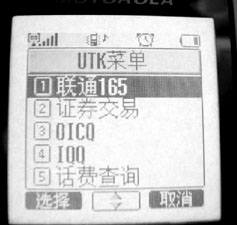 MOTOROLA
UTK菜单
1 联通165
2 证券交易
3 OICQ
4 IQQ
5 话费查询
选择 取消